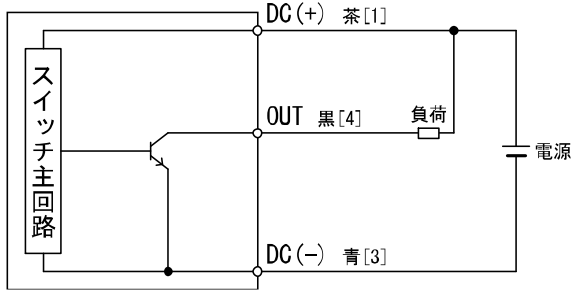 DC(+) 茶[1]
スイッチ主回路
OUT 黒[4]
負荷
電源
DC(-) 青[3]